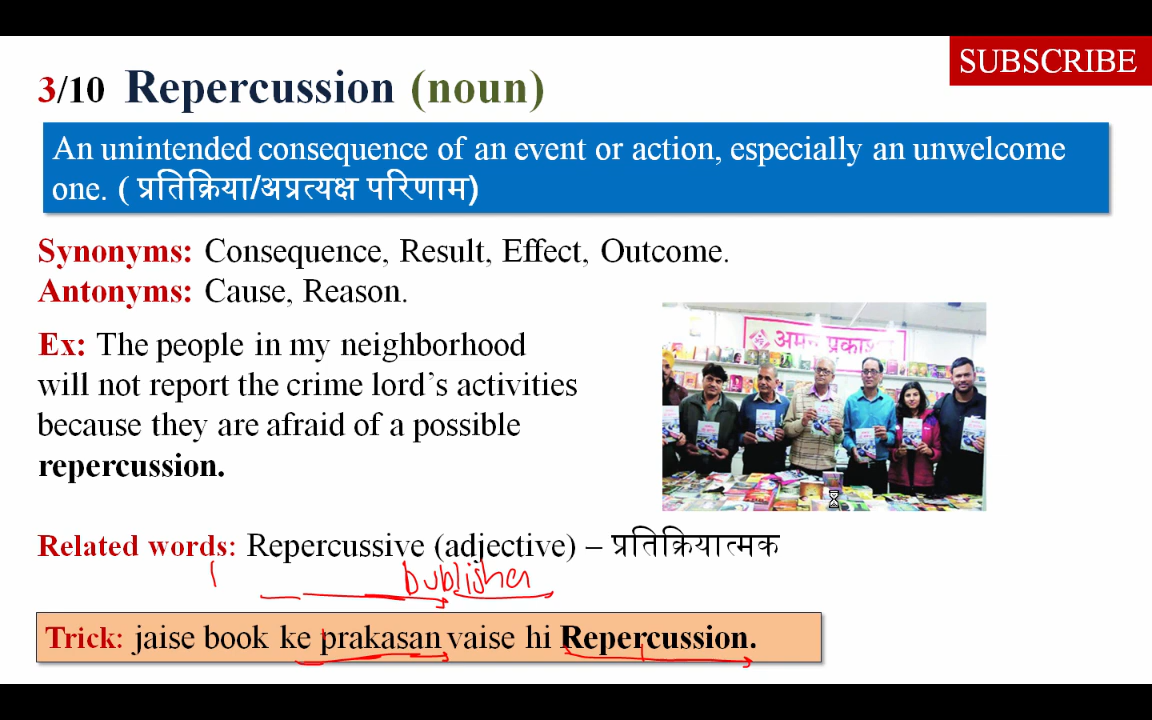 SUBSCRIBE
3/10 Repercussion (noun)
An unintended consequence of an event or action, especially an unwelcome
one. ( प्रतिक्रिया/अप्रत्यक्ष परिणाम)
Synonyms: Consequence, Result, Effect, Outcome.
Antonyms: Cause, Reason.
Ex: The people in my neighborhood
will not report the crime lord’s activities
because they are afraid of a possible
repercussion.
अमन प्रकाश
Related words: Repercussive (adjective) – प्रतिक्रियात्मक
publisher
Trick: jaise book ke prakasan vaise hi Repercussion.